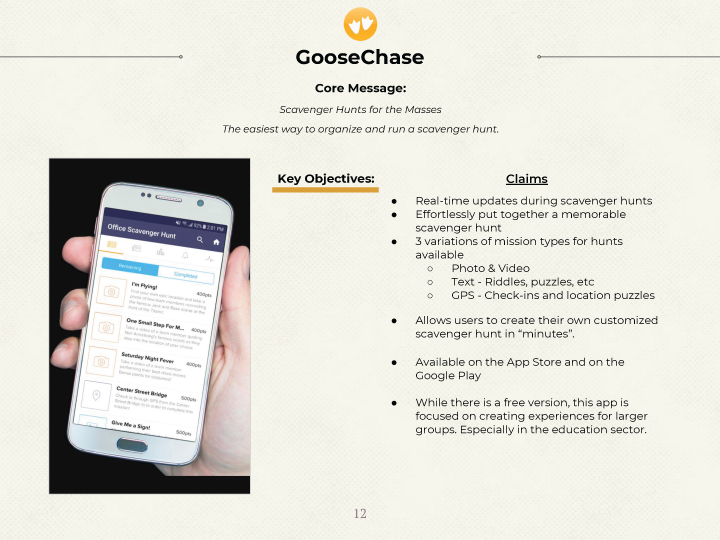 GooseChase
Core Message:
Scavenger Hunts for the Masses
The easiest way to organize and run a scavenger hunt.
2:51 PM
Office Scavenger Hunt
Remaining
Completed
I'm Flying!
400pts
One Small Step For M...
400pts
Saturday Night Fever
400pts
Center Street Bridge
500pts
Give Me a Sign!
500pts
Key Objectives:
Claims
● Real-time updates during scavenger hunts
● Effortlessly put together a memorable
scavenger hunt
● 3 variations of mission types for hunts
available
○ Photo & Video
○ Text - Riddles, puzzles, etc
○ GPS - Check-ins and location puzzles
● Allows users to create their own customized
scavenger hunt in “minutes”.
● Available on the App Store and on the
Google Play
● While there is a free version, this app is
focused on creating experiences for larger
groups. Especially in the education sector.
12